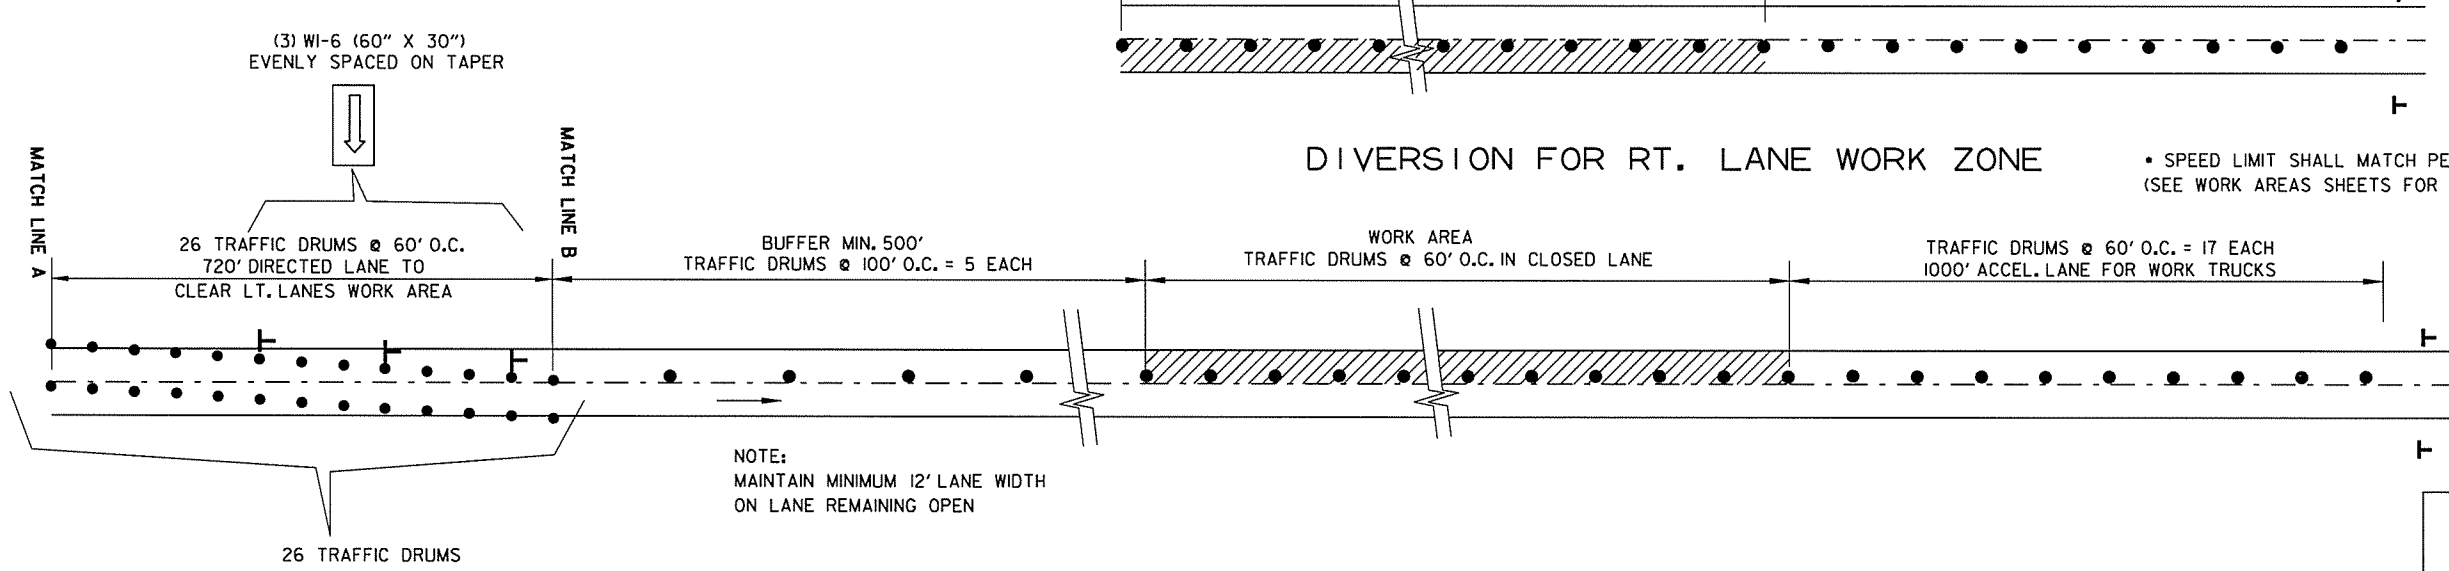 (3) W1-6 (60" X 30")
EVENLY SPACED ON TAPER
DIVERSION FOR RT. LANE WORK ZONE
• SPEED LIMIT SHALL MATCH PE
(SEE WORK AREAS SHEETS FOR
MATCH LINE A
26 TRAFFIC DRUMS @ 60' O.C.
720' DIRECTED LANE TO
CLEAR LT. LANES WORK AREA
MATCH LINE B
BUFFER MIN. 500'
TRAFFIC DRUMS @ 100' O.C. = 5 EACH
WORK AREA
TRAFFIC DRUMS @ 60' O.C. IN CLOSED LANE
TRAFFIC DRUMS @ 60' O.C. = 17 EACH
1000' ACCEL. LANE FOR WORK TRUCKS
NOTE:
MAINTAIN MINIMUM 12' LANE WIDTH
ON LANE REMAINING OPEN
26 TRAFFIC DRUMS